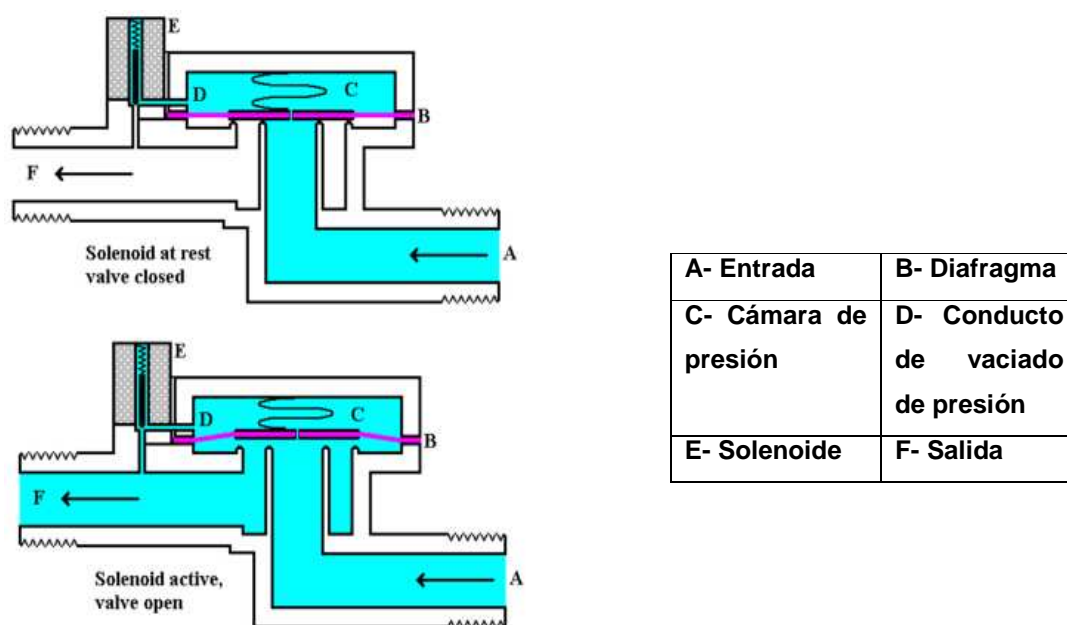 E
D
C
B
F
Solenoid at rest
valve closed
A
E
D
C
B
F
Solenoid active,
valve open
A
A- Entrada
B- Diafragma
C- Cámara de
presión
D- Conducto
de vaciado
de presión
E- Solenoide
F- Salida